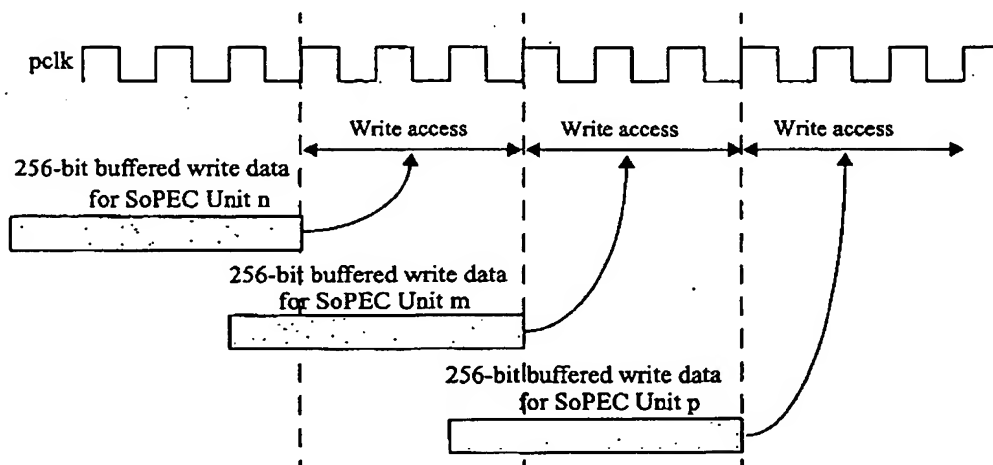 pclk
Write access
Write access
Write access
256-bit buffered write data
for SoPEC Unit n
256-bit buffered write data
for SoPEC Unit m
256-bit buffered write data
for SoPEC Unit p